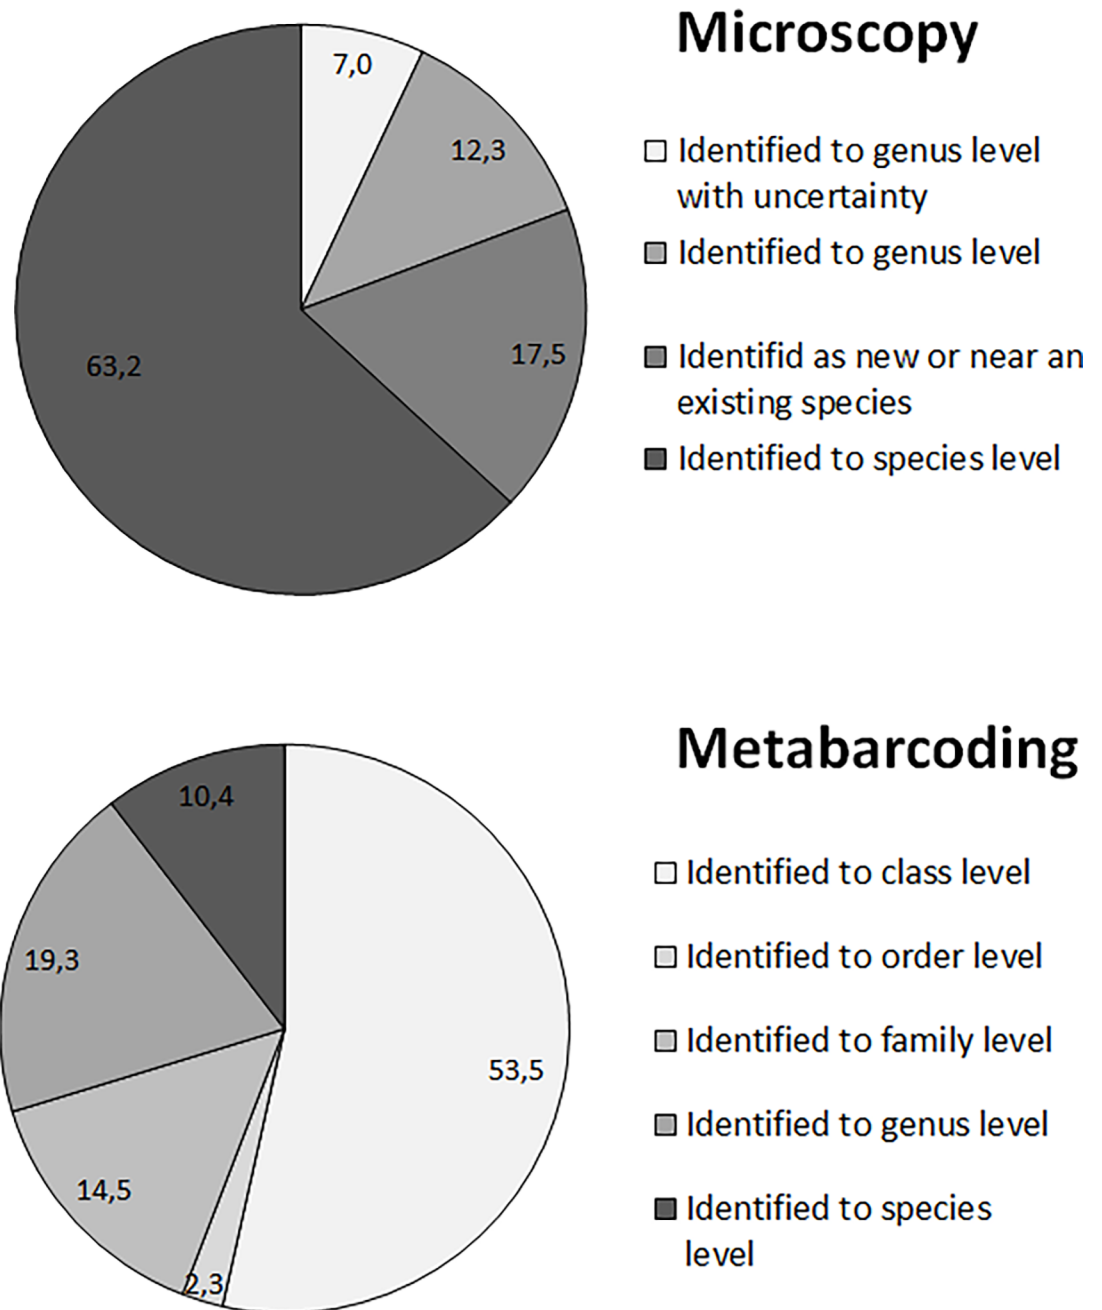 Microscopy
7,0
12,3
17,5
63,2
Identified to genus level
with uncertainty
Identified to genus level
Identifid as new or near an
existing species
Identified to species level
Metabarcoding
10,4
19,3
53,5
14,5
2,3
Identified to class level
Identified to order level
Identified to family level
Identified to genus level
Identified to species
level